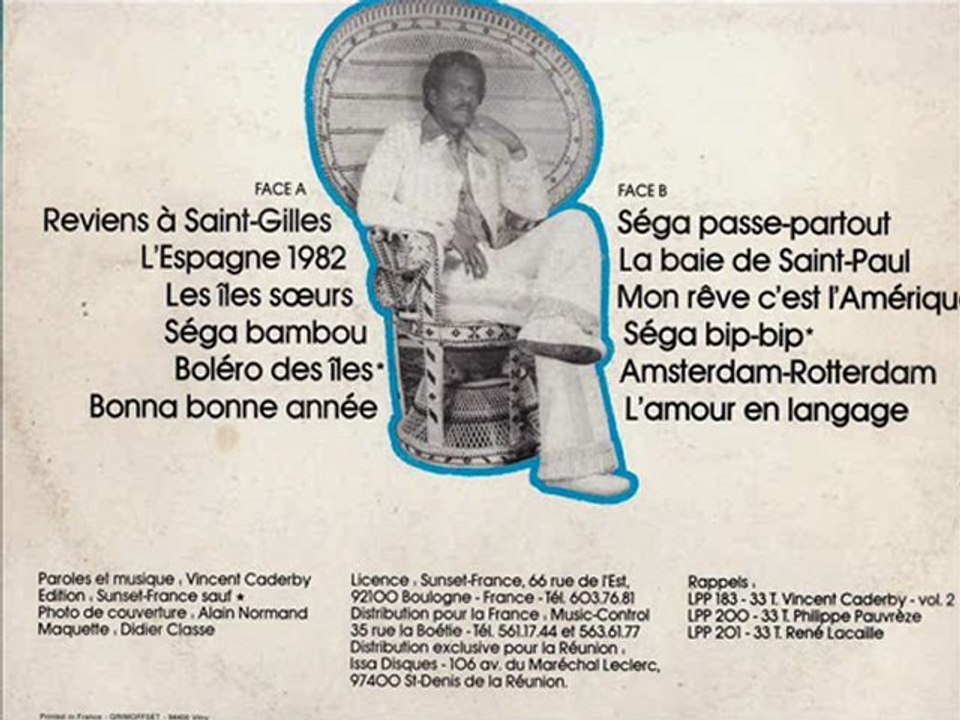 FACE A
Reviens à Saint-Gilles
L'Espagne 1982
Les îles sœurs
Séga bambou
Boléro des îles*
Bonna bonne année
FACE B
Séga passe-partout
La baie de Saint-Paul
Mon rêve c'est l'Amériqu
Séga bip-bip*
Amsterdam-Rotterdam
L'amour en langage
Paroles et musique : Vincent Caderby
Edition : Sunset-France sauf *
Photo de couverture : Alain Normand
Maquette : Didier Classe
Licence : Sunset-France, 66 rue de l'Est,
92100 Boulogne - France - Tél. 603.76.81
Distribution pour la France : Music-Control
35 rue la Boétie - Tél. 561.17.44 et 563.61.77
Distribution exclusive pour la Réunion :
Issa Disques - 106 av. du Maréchal Leclerc,
97400 St-Denis de la Réunion.
Rappels :
LPP 183 - 33 T. Vincent Caderby - vol. 2
LPP 200 - 33 T. Philippe Pauvrèze
LPP 201 - 33 T. René Lacaille
Printed in France - GRIMOFFSET - 94400 Vitry